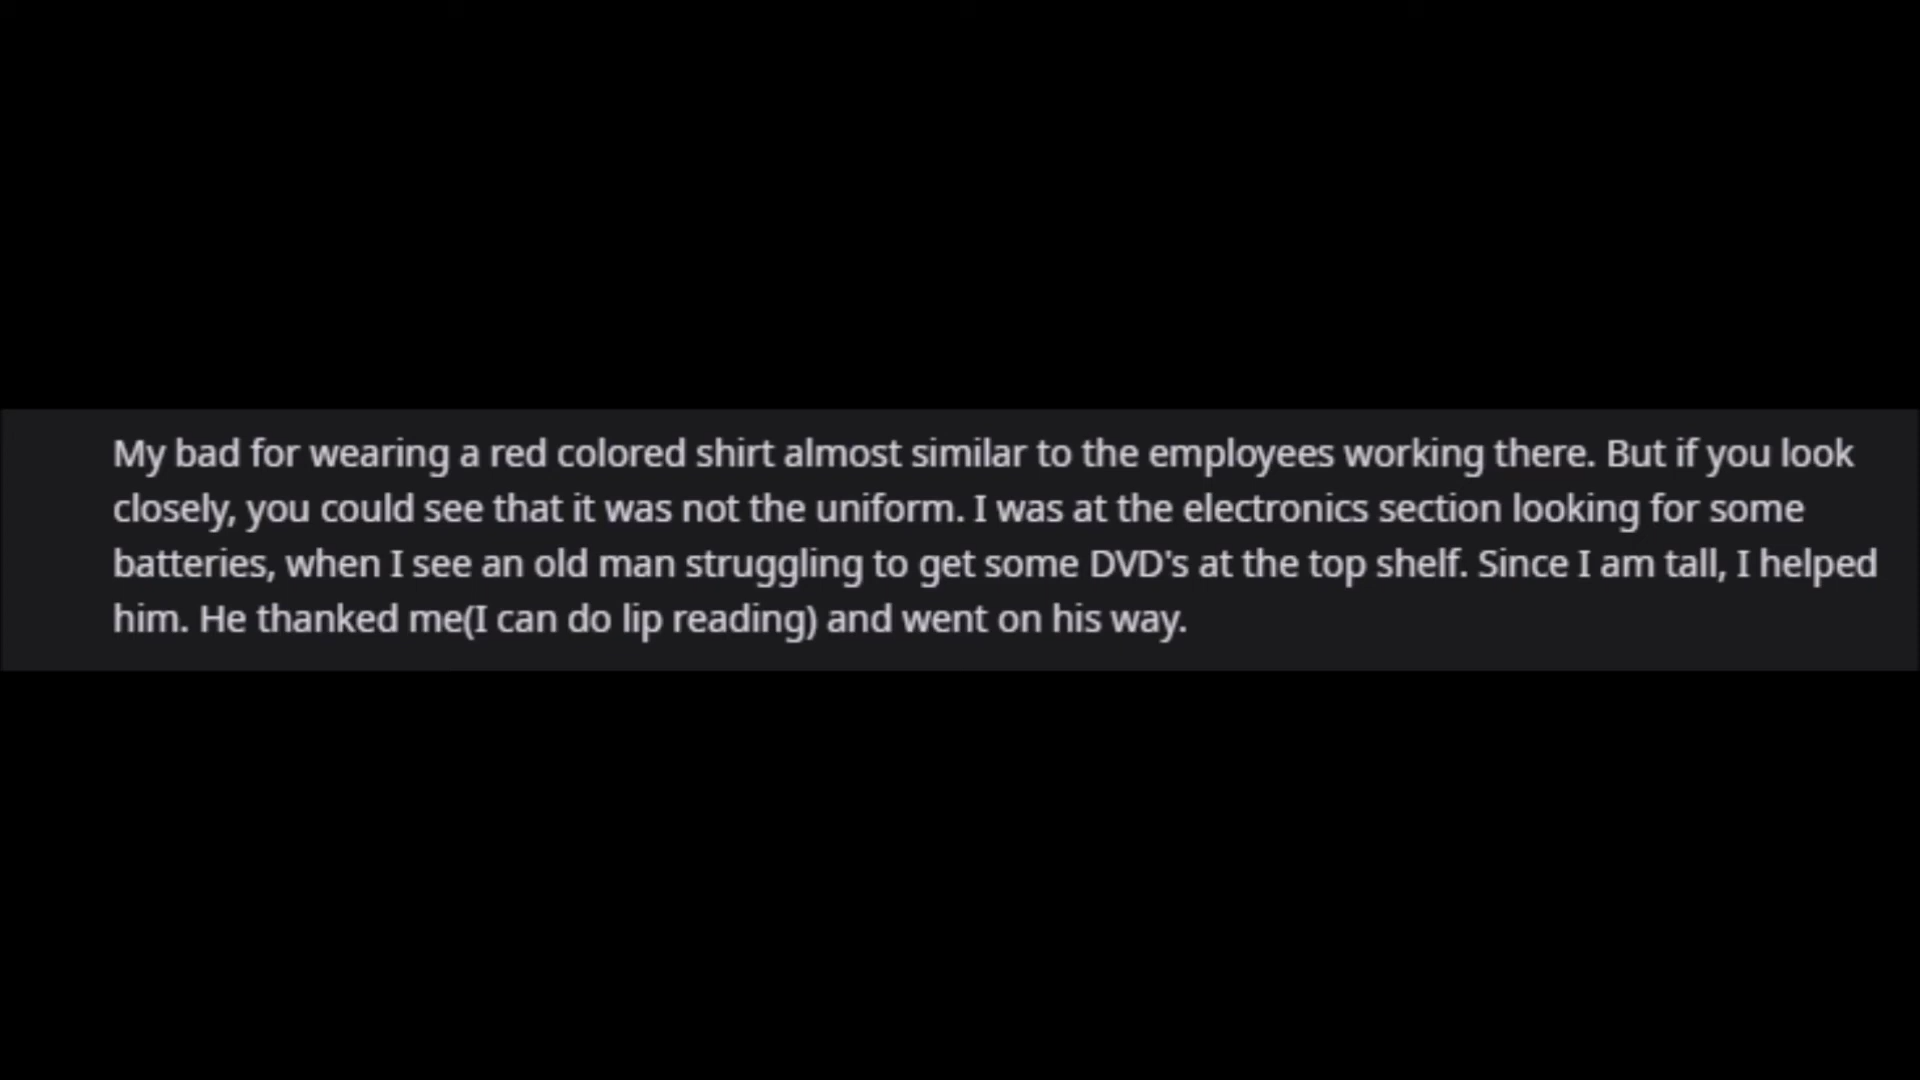 My bad for wearing a red colored shirt almost similar to the employees working there. But if you look
closely, you could see that it was not the uniform. I was at the electronics section looking for some
batteries, when I see an old man struggling to get some DVD's at the top shelf. Since I am tall, I helped
him. He thanked me(I can do lip reading) and went on his way.